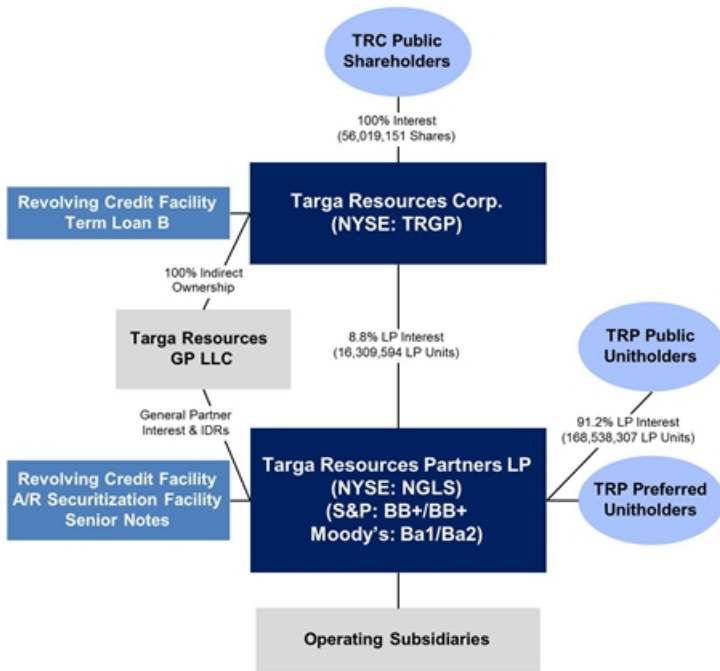 TRC Public
Shareholders
100% Interest
(56,019,151 Shares)
Revolving Credit Facility
Term Loan B
Targa Resources Corp.
(NYSE: TRGP)
100% Indirect
Ownership
Targa Resources
GP LLC
8.8% LP Interest
(16,309,594 LP Units)
TRP Public
Unitholders
General Partner
Interest & IDRs
91.2% LP Interest
(168,538,307 LP Units)
Revolving Credit Facility
A/R Securitization Facility
Senior Notes
Targa Resources Partners LP
(NYSE: NGLS)
(S&P: BB+/BB+
Moody’s: Ba1/Ba2)
TRP Preferred
Unitholders
Operating Subsidiaries